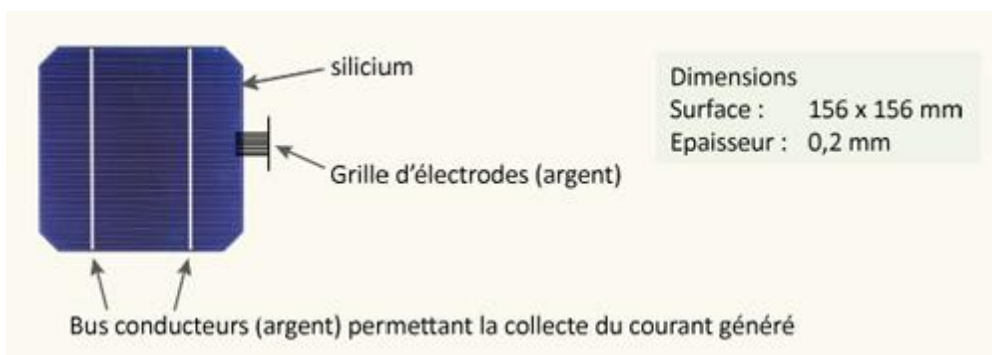 silicium
Grille d'électrodes (argent)
Bus conducteurs (argent) permettant la collecte du courant généré
Dimensions
Surface : 156 x 156 mm
Epaisseur : 0,2 mm